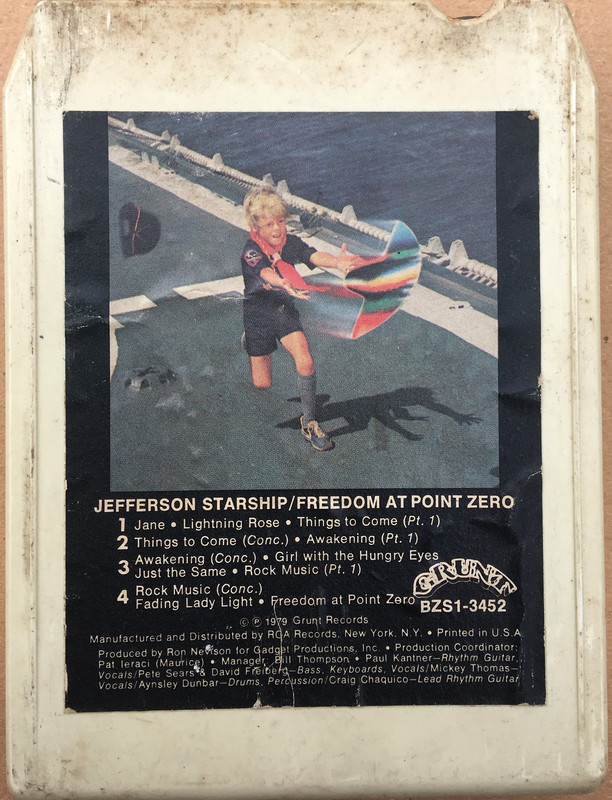 JEFFERSON STARSHIP/FREEDOM AT POINT ZERO
1 Jane • Lightning Rose • Things to Come (Pt. 1)
2 Things to Come (Conc.) • Awakening (Pt. 1)
3 Awakening (Conc.) • Girl with the Hungry Eyes
Just the Same • Rock Music (Pt. 1)
4 Rock Music (Conc.)
Fading Lady Light • Freedom at Point Zero
GRUNT
BZS1-3452
© ℗ 1979 Grunt Records
Manufactured and Distributed by RCA Records, New York, N.Y. • Printed in U.S.A
Produced by Ron Nevison for Gadget Productions, Inc. • Production Coordinator:
Pat Ieraci (Maurice) • Manager, Bill Thompson • Paul Kantner—Rhythm Guitar,
Vocals/Pete Sears & David Freiberg—Bass, Keyboards, Vocals/Mickey Thomas—
Vocals/Aynsley Dunbar—Drums, Percussion/Craig Chaquico—Lead Rhythm Guitar